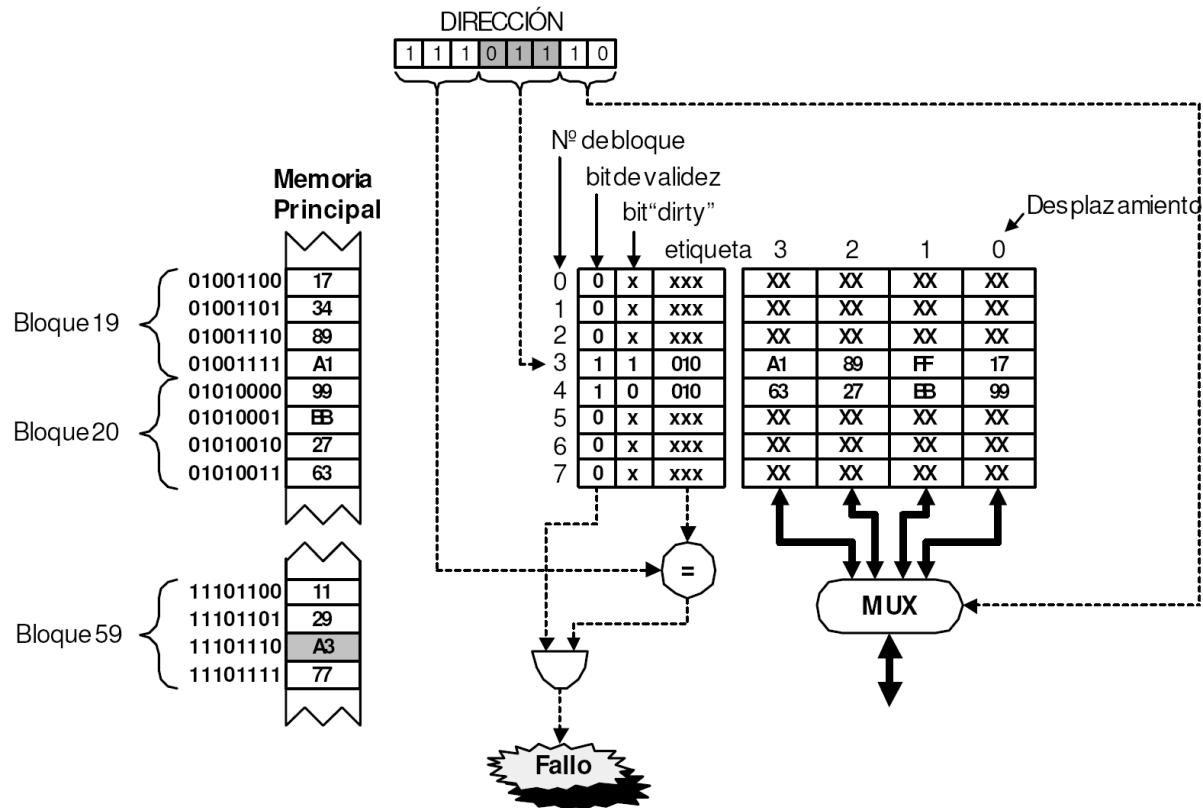 DIRECCIÓN
1 1 1 0 1 1 1 0
Nº de bloque
bit de validez
bit "dirty"
Memoria
Principal
Desplazamiento
etiqueta 3 2 1 0
01001100 17
01001101 34
01001110 89
01001111 A1
Bloque 19
01010000 99
01010001 BB
01010010 27
01010011 63
Bloque 20
0 0 x xxx XX XX XX XX
1 0 x xxx XX XX XX XX
2 0 x xxx XX XX XX XX
3 1 1 010 A1 89 FF 17
4 1 0 010 63 27 BB 99
5 0 x xxx XX XX XX XX
6 0 x xxx XX XX XX XX
7 0 x xxx XX XX XX XX
=
MUX
11101100 11
11101101 29
11101110 A3
11101111 77
Bloque 59
Fallo